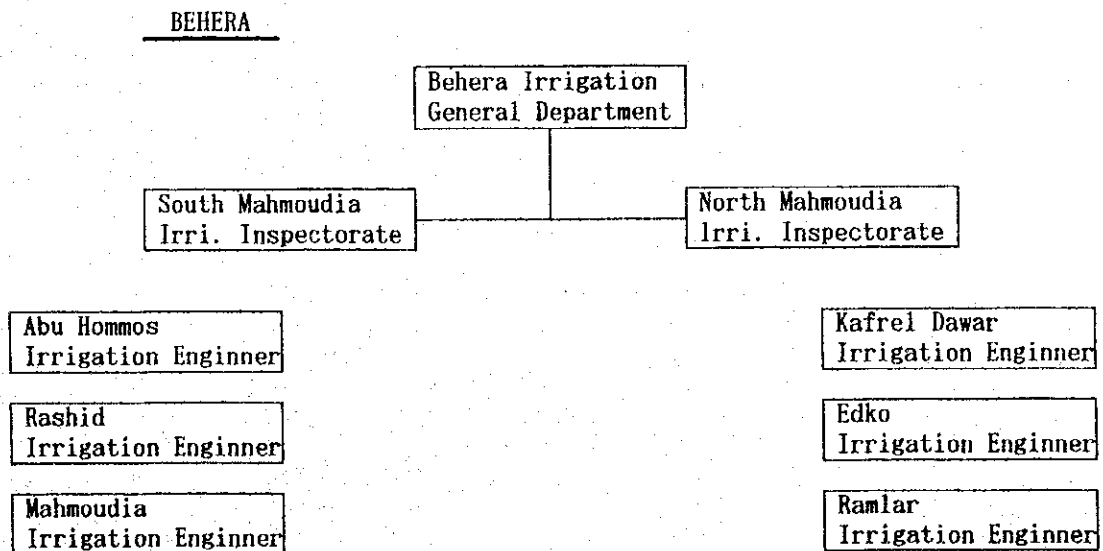 BEHERA
Behera Irrigation
General Department
South Mahmoudia
Irri. Inspectorate
North Mahmoudia
Irri. Inspectorate
Abu Hommos
Irrigation Enginner
Kafrel Dawar
Irrigation Enginner
Rashid
Irrigation Enginner
Edko
Irrigation Enginner
Mahmoudia
Irrigation Enginner
Ramlar
Irrigation Enginner